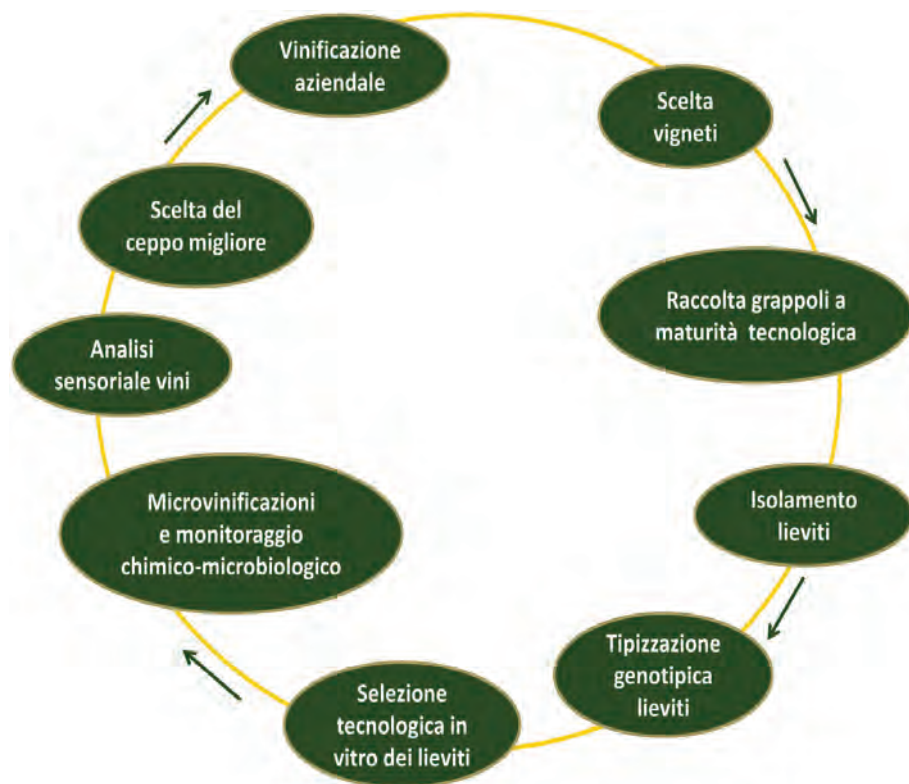 Vinificazione
aziendale
Scelta
vigneti
Raccolta grappoli a
maturità tecnologica
Isolamento
lieviti
Tipizzazione
genotipica
lieviti
Selezione
tecnologica in
vitro dei lieviti
Microvinificazioni
e monitoraggio
chimico-microbiologico
Analisi
sensoriale vini
Scelta del
ceppo migliore